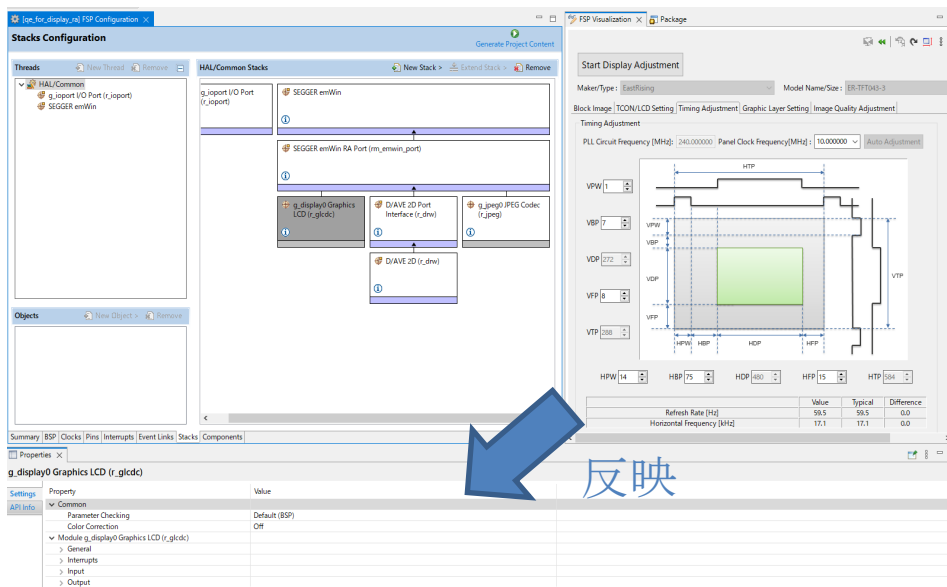 [qe_for_display_ra] FSP Configuration
Stacks Configuration
Generate Project Content
Threads
New Thread
Remove
HAL/Common
g_ioport I/O Port (r_ioport)
SEGGER emWin
HAL/Common Stacks
New Stack >
Extend Stack >
Remove
g_ioport I/O Port
(r_ioport)
SEGGER emWin
SEGGER emWin RA Port (rm_emwin_port)
g_display0 Graphics
LCD (r_glcdc)
D/AVE 2D Port
Interface (r_drw)
g_jpeg0 JPEG Codec
(r_jpeg)
D/AVE 2D (r_drw)
Objects
New Object >
Remove
Summary BSP Clocks Pins Interrupts Event Links Stacks Components
FSP Visualization
Package
Start Display Adjustment
Maker/Type : EastRising
Model Name/Size : ER-TFT043-3
Block Image TCON/LCD Setting Timing Adjustment Graphic Layer Setting Image Quality Adjustment
Timing Adjustment
PLL Circuit Frequency [MHz]: 240.000000 Panel Clock Frequency[MHz] : 10.000000 Auto Adjustment
HTP
VPW 1
VBP 7
VDP 272
VFP 8
VTP 288
VPW
VBP
VDP
VFP
VTP
HPW HBP HDP HFP
HPW 14 HBP 75 HDP 480 HFP 15 HTP 584
Value Typical Difference
Refresh Rate [Hz] 59.5 59.5 0.0
Horizontal Frequency [kHz] 17.1 17.1 0.0
反映
Properties
g_display0 Graphics LCD (r_glcdc)
Settings
API Info
Property Value
Common
Parameter Checking Default (BSP)
Color Correction Off
Module g_display0 Graphics LCD (r_glcdc)
General
Interrupts
Input
Output